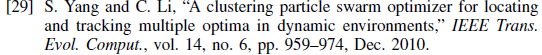 [29] S. Yang and C. Li, “A clustering particle swarm optimizer for locating
and tracking multiple optima in dynamic environments,” IEEE Trans.
Evol. Comput., vol. 14, no. 6, pp. 959–974, Dec. 2010.